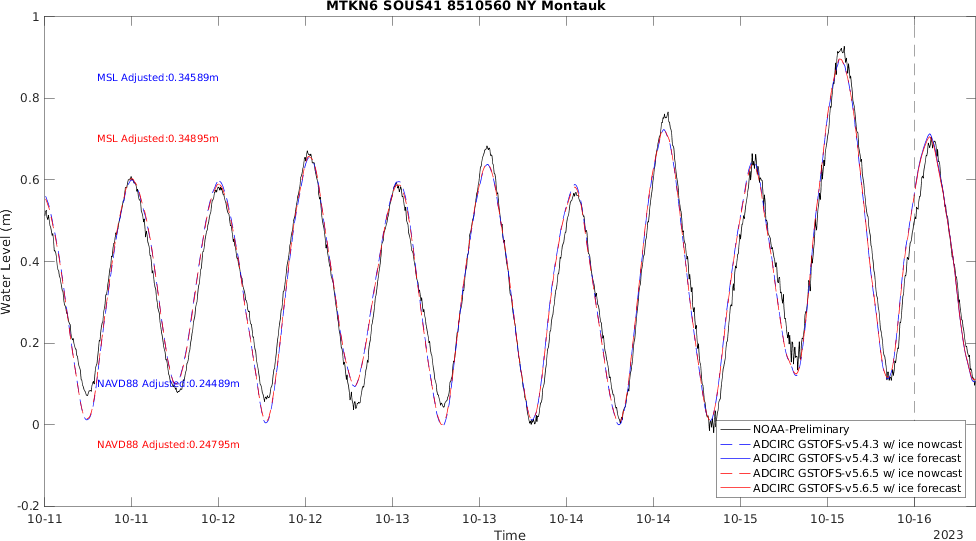 MTKN6 SOUS41 8510560 NY Montauk
1
0.8
0.6
0.4
0.2
0
-0.2
Water Level (m)
MSL Adjusted:0.34589m
MSL Adjusted:0.34895m
NAVD88 Adjusted:0.24489m
NAVD88 Adjusted:0.24795m
NOAA-Preliminary
ADCIRC GSTOFS-v5.4.3 w/ ice nowcast
ADCIRC GSTOFS-v5.4.3 w/ ice forecast
ADCIRC GSTOFS-v5.6.5 w/ ice nowcast
ADCIRC GSTOFS-v5.6.5 w/ ice forecast
10-11 10-11 10-12 10-12 10-13 10-13 10-14 10-14 10-15 10-15 10-16
Time
2023